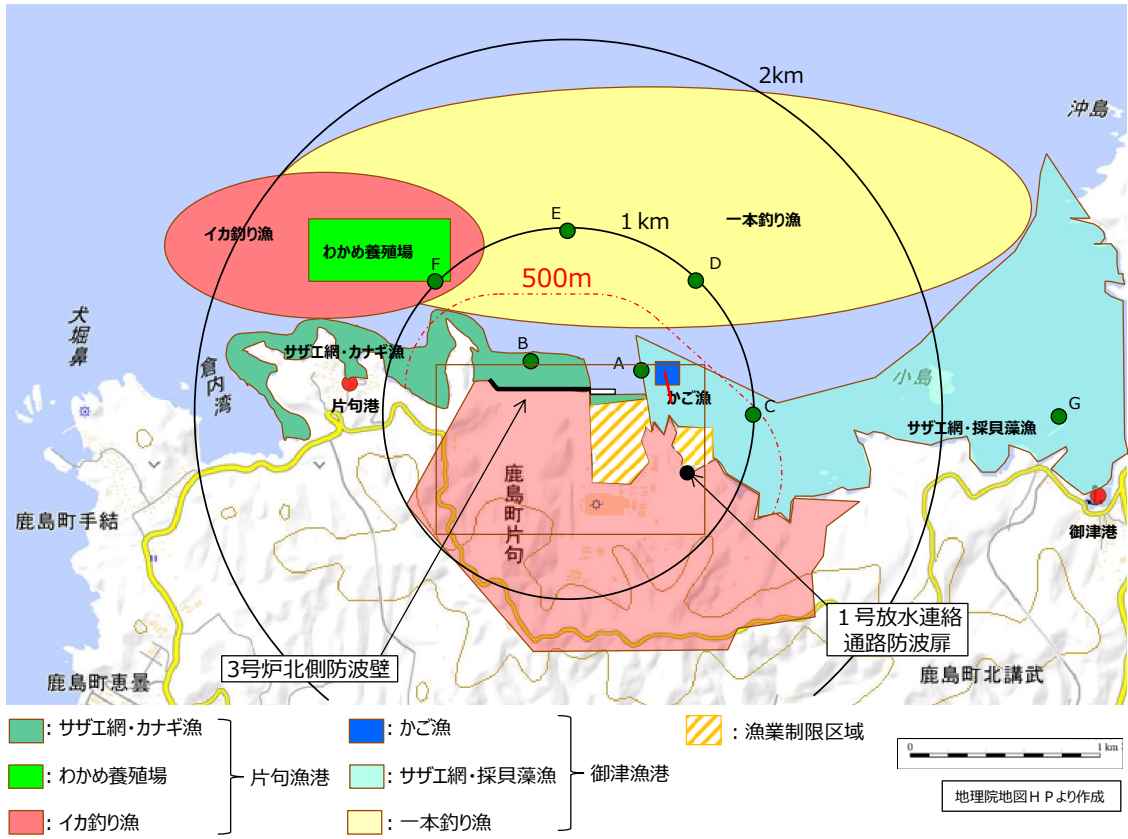 2km
沖島
イカ釣り漁
わかめ養殖場
E
1km
一本釣り漁
F
D
500m
犬堀鼻
倉内湾
サザエ網・カナギ漁
片句港
B
A
かご漁
C
小島
サザエ網・採貝藻漁
G
御津港
鹿島町手結
鹿島町片句
3号炉北側防波壁
1号放水連絡
通路防波扉
鹿島町恵曇
鹿島町北講武
:サザエ網・カナギ漁
:わかめ養殖場
:イカ釣り漁
片句漁港
:かご漁
:サザエ網・採貝藻漁
:一本釣り漁
御津漁港
:漁業制限区域
0 1km
地理院地図HPより作成